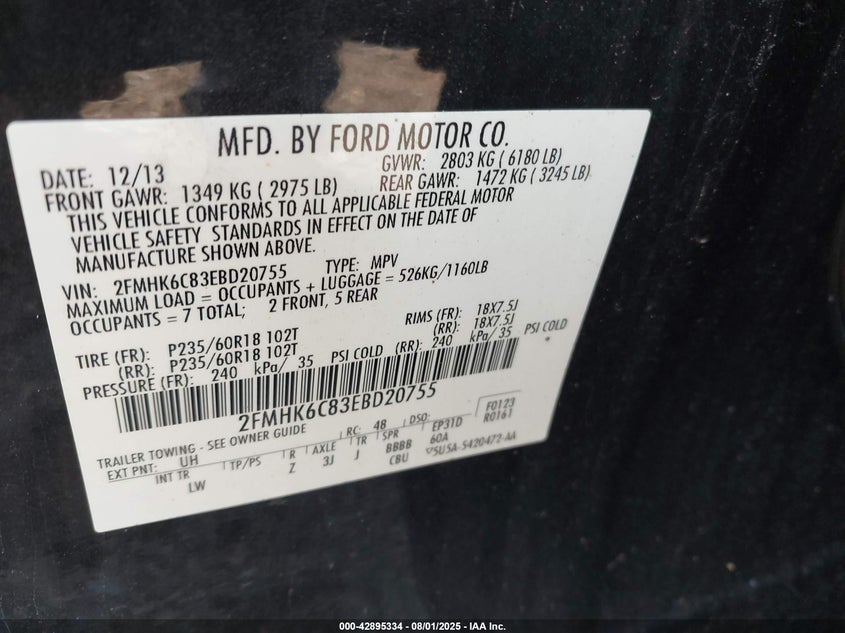 MFD. BY FORD MOTOR CO.
DATE: 12/13 GVWR: 2803 KG ( 6180 LB)
FRONT GAWR: 1349 KG ( 2975 LB) REAR GAWR: 1472 KG ( 3245 LB)
THIS VEHICLE CONFORMS TO ALL APPLICABLE FEDERAL MOTOR
VEHICLE SAFETY STANDARDS IN EFFECT ON THE DATE OF
MANUFACTURE SHOWN ABOVE.
VIN: 2FMHK6C83EBD20755 TYPE: MPV
MAXIMUM LOAD = OCCUPANTS + LUGGAGE = 526KG/1160LB
OCCUPANTS = 7 TOTAL; 2 FRONT, 5 REAR
TIRE (FR): P235/60R18 102T RIMS (FR): 18X7.5J
(RR): P235/60R18 102T (RR): 18X7.5J
PRESSURE (FR): 240 kPa/ 35 PSI COLD (RR): 240 kPa/ 35 PSI COLD
2FMHK6C83EBD20755
TRAILER TOWING - SEE OWNER GUIDE RC: 48 DSO: F0123
EXT PNT: UH TP/PS R AXLE TR SPR EP31D R0161
INT TR LW Z 3J J BBBB 60A
CBU 5U5A-5420472-AA
000-42895334 - 08/01/2025 - IAA Inc.